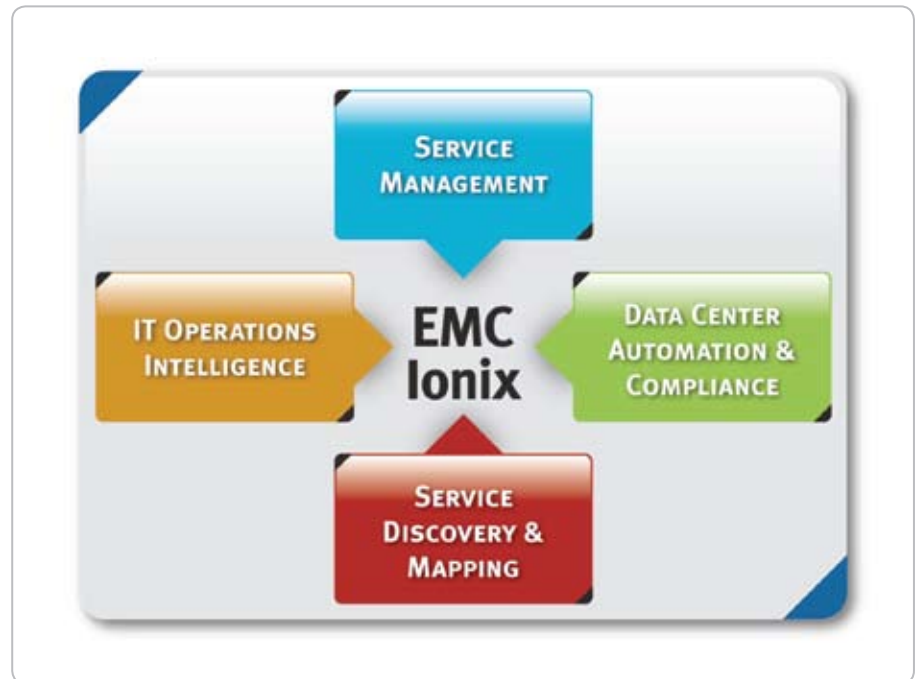 SERVICE
MANAGEMENT
IT OPERATIONS
INTELLIGENCE
EMC
Ionix
DATA CENTER
AUTOMATION &
COMPLIANCE
SERVICE
DISCOVERY &
MAPPING